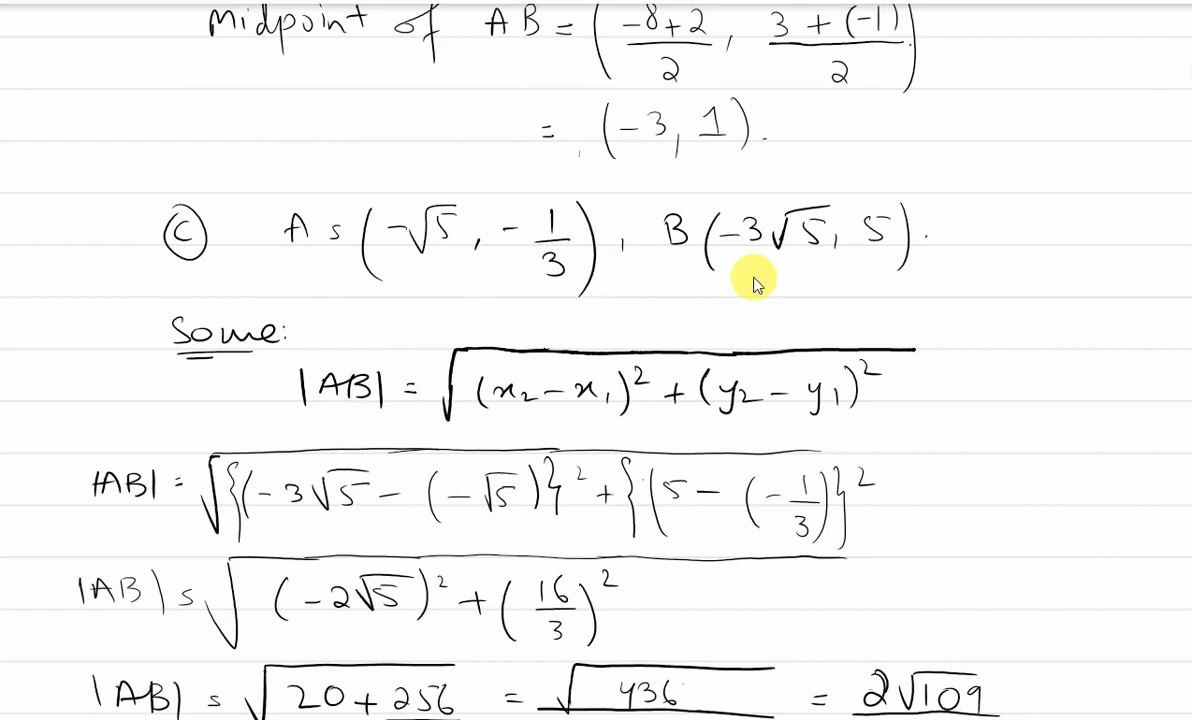 Midpoint of AB = ( (-8+2)/2 , (3+(-1))/2 )
= (-3, 1).
(C) A = (-√5, -1/3), B(-3√5, 5).
Some:
|AB| = √((x₂-x₁)² + (y₂-y₁)²)
|AB| = √({(-3√5-(-√5)}² + {(5-(-1/3)}²
|AB| = √((-2√5)² + (16/3)²
|AB| = √(20+256 = √(436 = 2√109